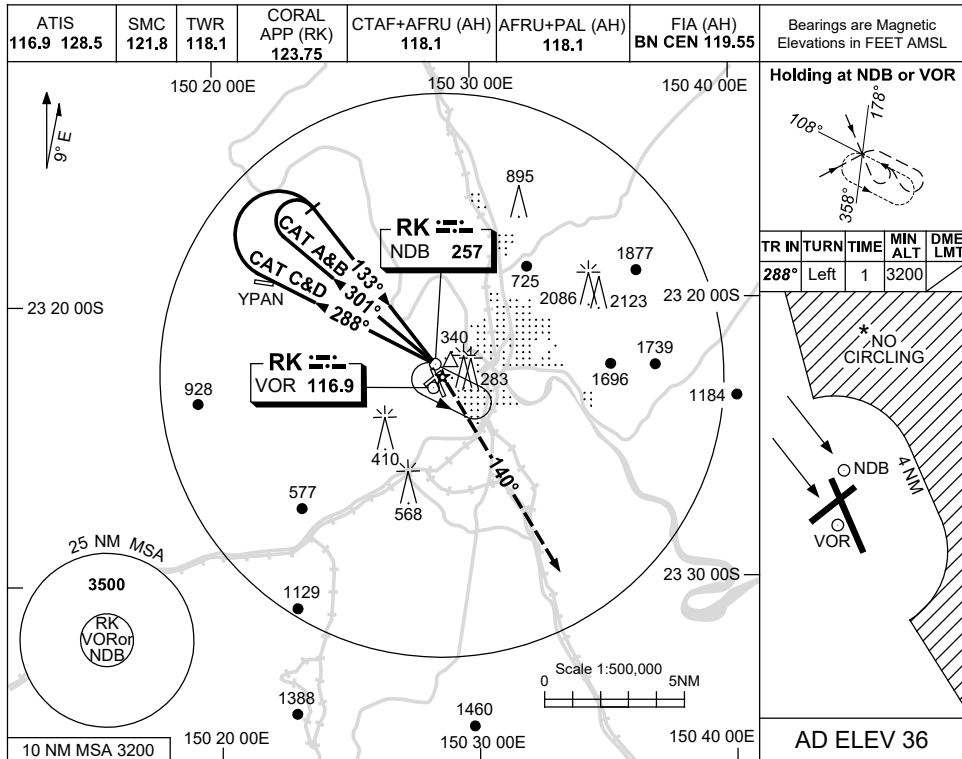 ATIS
116.9 128.5
SMC
121.8
TWR
118.1
CORAL
APP (RK)
123.75
CTAF+AFRU (AH)
118.1
AFRU+PAL (AH)
118.1
FIA (AH)
BN CEN 119.55
Bearings are Magnetic
Elevations in FEET AMSL
150 20 00E
150 40 00E
9° E
895
RK
NDB 257
CAT A&B
CAT C&D
133°
301°
288°
YPAN
725
1877
2086
2123
23 20 00S
23 20 00S
340
283
RK
VOR 116.9
928
1696
1739
1184
410
568
140°
577
23 30 00S
1129
25 NM MSA
3500
RK
VORor
NDB
Scale 1:500,000
0
5NM
1388
1460
10 NM MSA 3200
150 20 00E
150 30 00E
150 40 00E
Holding at NDB or VOR
178°
108°
358°
TR IN
TURN
TIME
MIN
ALT
DME
LMT
288°
Left
1
3200
*NO
CIRCLING
4 NM
NDB
VOR
AD ELEV 36